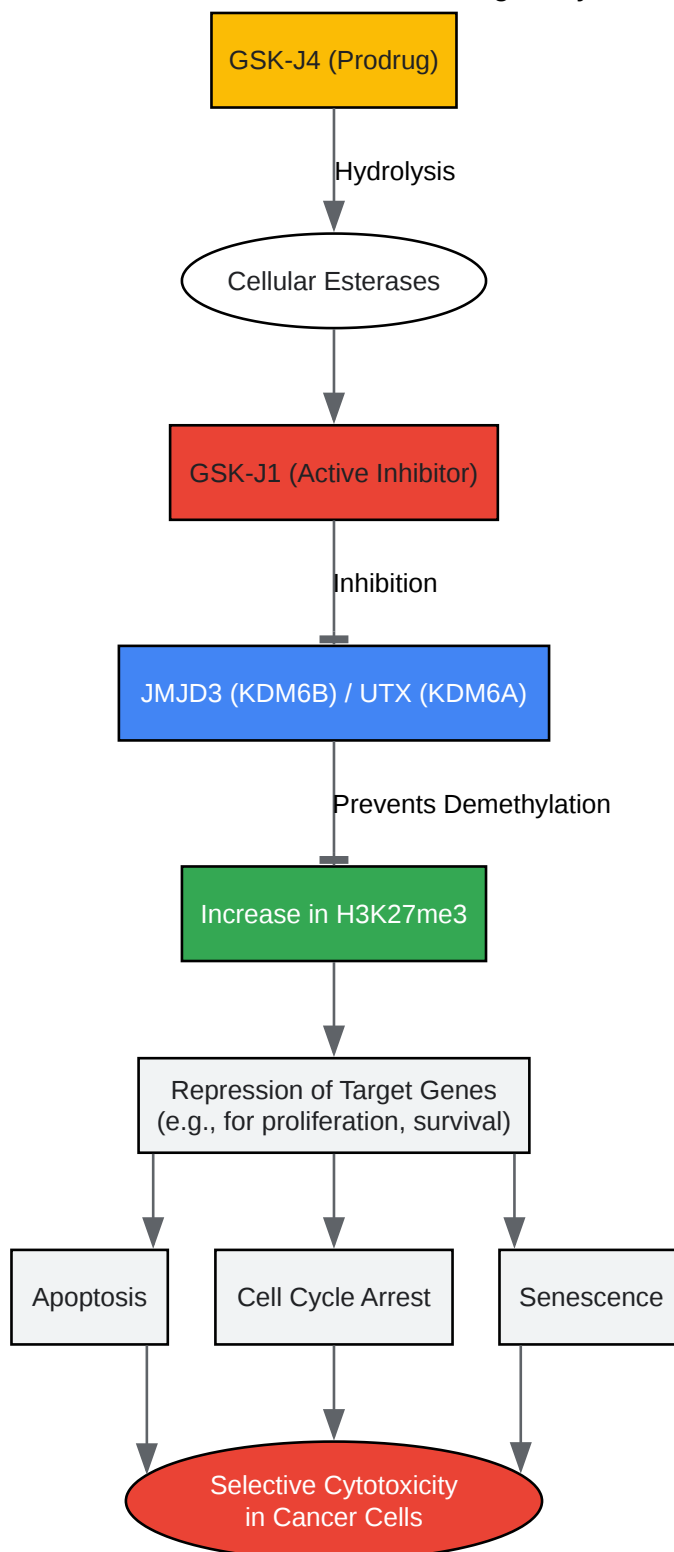 GSK-J4 (Prodrug)
Hydrolysis
Cellular Esterases
GSK-J1 (Active Inhibitor)
Inhibition
JMJD3 (KDM6B) / UTX (KDM6A)
Prevents Demethylation
Increase in H3K27me3
Repression of Target Genes
(e.g., for proliferation, survival)
Apoptosis
Cell Cycle Arrest
Senescence
Selective Cytotoxicity
in Cancer Cells